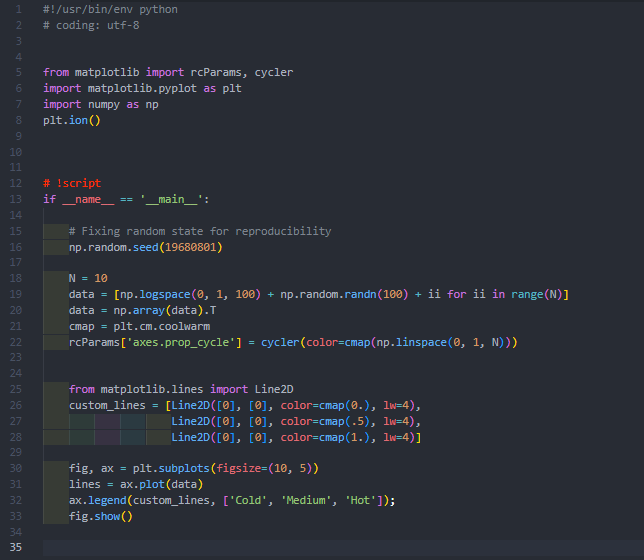 1 #!/usr/bin/env python
2 # coding: utf-8
3
4
5 from matplotlib import rcParams, cycler
6 import matplotlib.pyplot as plt
7 import numpy as np
8 plt.ion()
9
10
11
12 # !script
13 if __name__ == '__main__':
14
15     # Fixing random state for reproducibility
16     np.random.seed(19680801)
17
18     N = 10
19     data = [np.logspace(0, 1, 100) + np.random.randn(100) + ii for ii in range(N)]
20     data = np.array(data).T
21     cmap = plt.cm.coolwarm
22     rcParams['axes.prop_cycle'] = cycler(color=cmap(np.linspace(0, 1, N)))
23
24
25     from matplotlib.lines import Line2D
26     custom_lines = [Line2D([0], [0], color=cmap(0.), lw=4),
27                     Line2D([0], [0], color=cmap(.5), lw=4),
28                     Line2D([0], [0], color=cmap(1.), lw=4)]
29
30     fig, ax = plt.subplots(figsize=(10, 5))
31     lines = ax.plot(data)
32     ax.legend(custom_lines, ['Cold', 'Medium', 'Hot']);
33     fig.show()
34
35